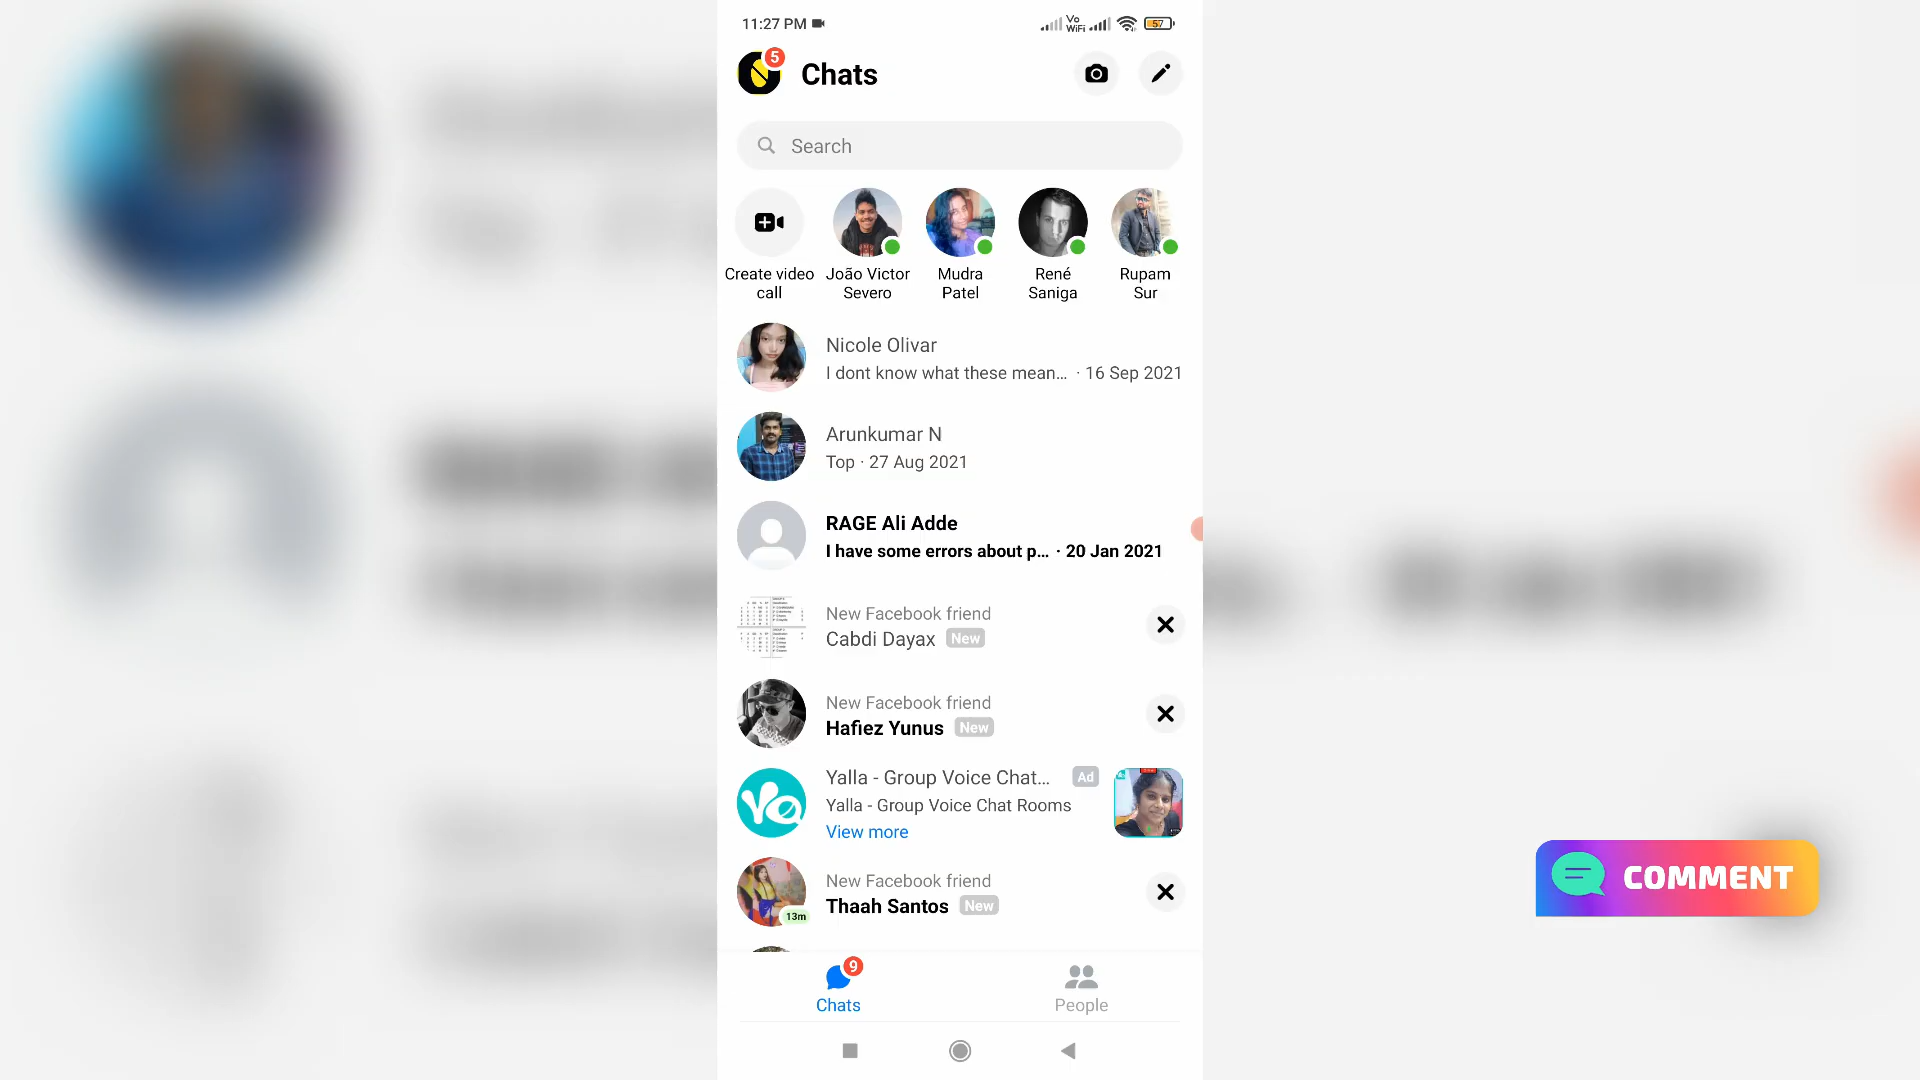 11:27 PM
Vo
WiFi
57
5
Chats
Search
Create video
call
João Victor
Severo
Mudra
Patel
René
Saniga
Rupam
Sur
Nicole Olivar
I dont know what these mean... · 16 Sep 2021
Arunkumar N
Top · 27 Aug 2021
RAGE Ali Adde
I have some errors about p... · 20 Jan 2021
New Facebook friend
Cabdi Dayax New
New Facebook friend
Hafiez Yunus New
Yalla - Group Voice Chat... Ad
Yalla - Group Voice Chat Rooms
View more
New Facebook friend
Thaah Santos New
13m
COMMENT
9
Chats
People